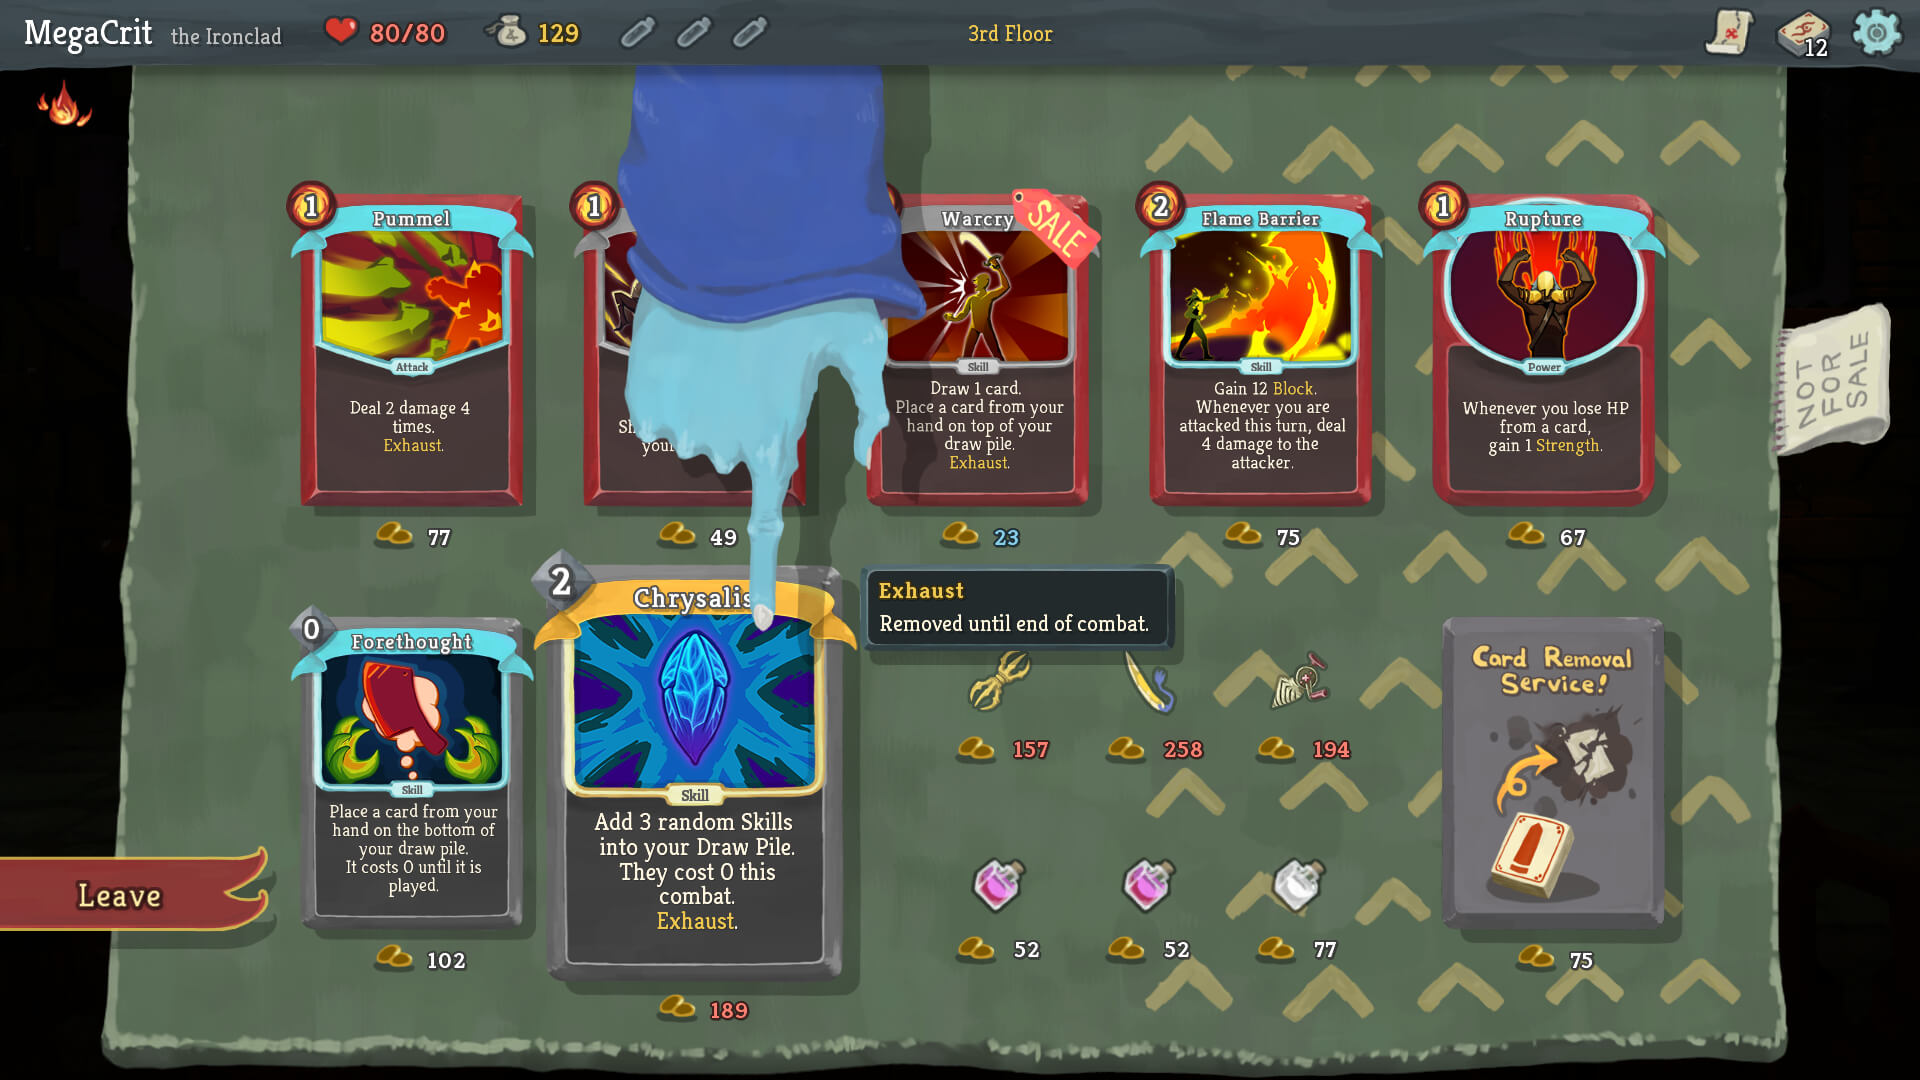 MegaCrit the Ironclad 80/80 129 3rd Floor 12
1 Pummel
Attack
Deal 2 damage 4
times.
Exhaust.
77
1
your
49
Warcry
SALE
Skill
Draw 1 card.
Place a card from your
hand on top of your
draw pile.
Exhaust.
23
2 Flame Barrier
Skill
Gain 12 Block.
Whenever you are
attacked this turn, deal
4 damage to the
attacker.
75
1 Rupture
Power
Whenever you lose HP
from a card,
gain 1 Strength.
67
NOT
FOR
SALE
0 Forethought
Skill
Place a card from your
hand on the bottom of
your draw pile.
It costs 0 until it is
played.
102
2 Chrysalis
Skill
Add 3 random Skills
into your Draw Pile.
They cost 0 this
combat.
Exhaust.
189
Exhaust
Removed until end of combat.
157 258 194
52 52 77
Card Removal
Service!
75
Leave